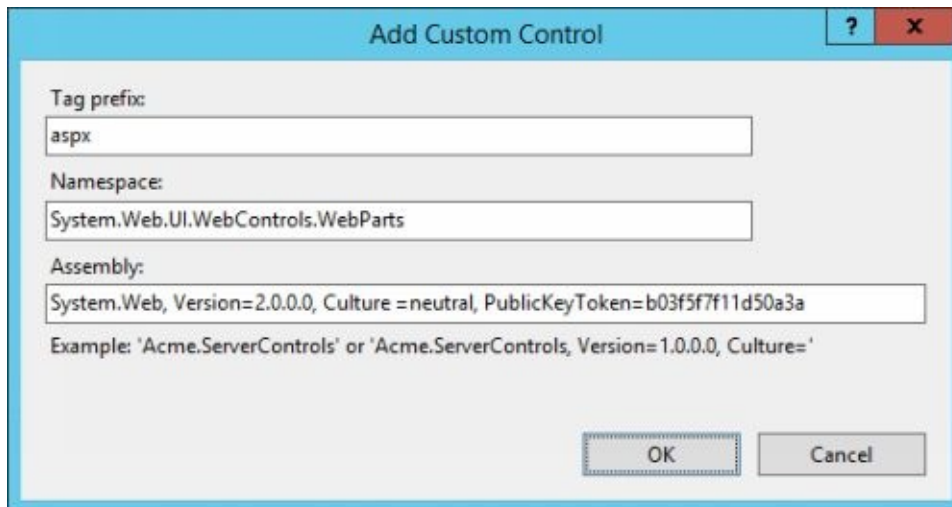 Add Custom Control
? x
Tag prefix:
aspx
Namespace:
System.Web.UI.WebControls.WebParts
Assembly:
System.Web, Version=2.0.0.0, Culture =neutral, PublicKeyToken=b03f5f7f11d50a3a
Example: 'Acme.ServerControls' or 'Acme.ServerControls, Version=1.0.0.0, Culture='
OK Cancel